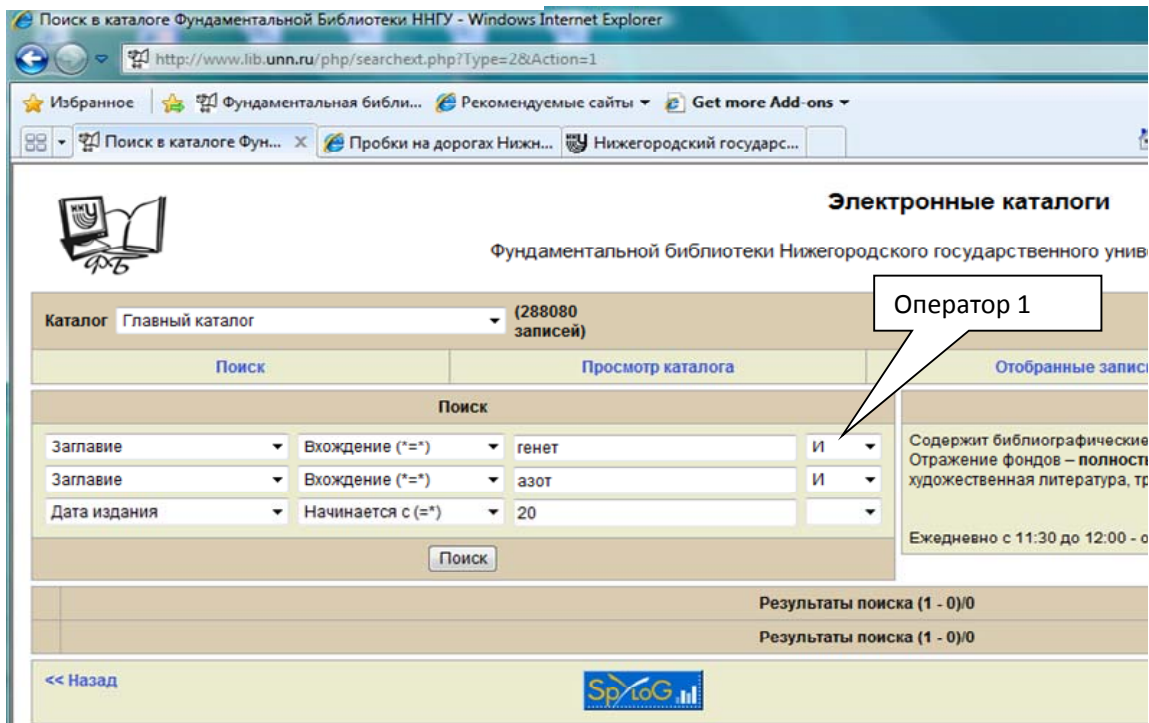 Поиск в каталоге Фундаментальной Библиотеки ННГУ - Windows Internet Explorer
http://www.lib.unn.ru/php/searchext.php?Type=2&Action=1
Избранное Фундаментальная библи... Рекомендуемые сайты Get more Add-ons
Поиск в каталоге Фун... X Пробки на дорогах Нижн... Нижегородский государс...
Электронные каталоги
ННГУ
ФБ
Фундаментальной библиотеки Нижегородского государственного унив
Оператор 1
Каталог Главный каталог (288080
записей)
Поиск Просмотр каталога Отобранные запис
Поиск
Заглавие Вхождение (*=*) генет И
Заглавие Вхождение (*=*) азот И
Дата издания Начинается с (=*) 20
Поиск
Содержит библиографические
Отражение фондов – полность
художественная литература, тр
Ежедневно с 11:30 до 12:00 - о
Результаты поиска (1 - 0)/0
Результаты поиска (1 - 0)/0
<< Назад SpyLOG